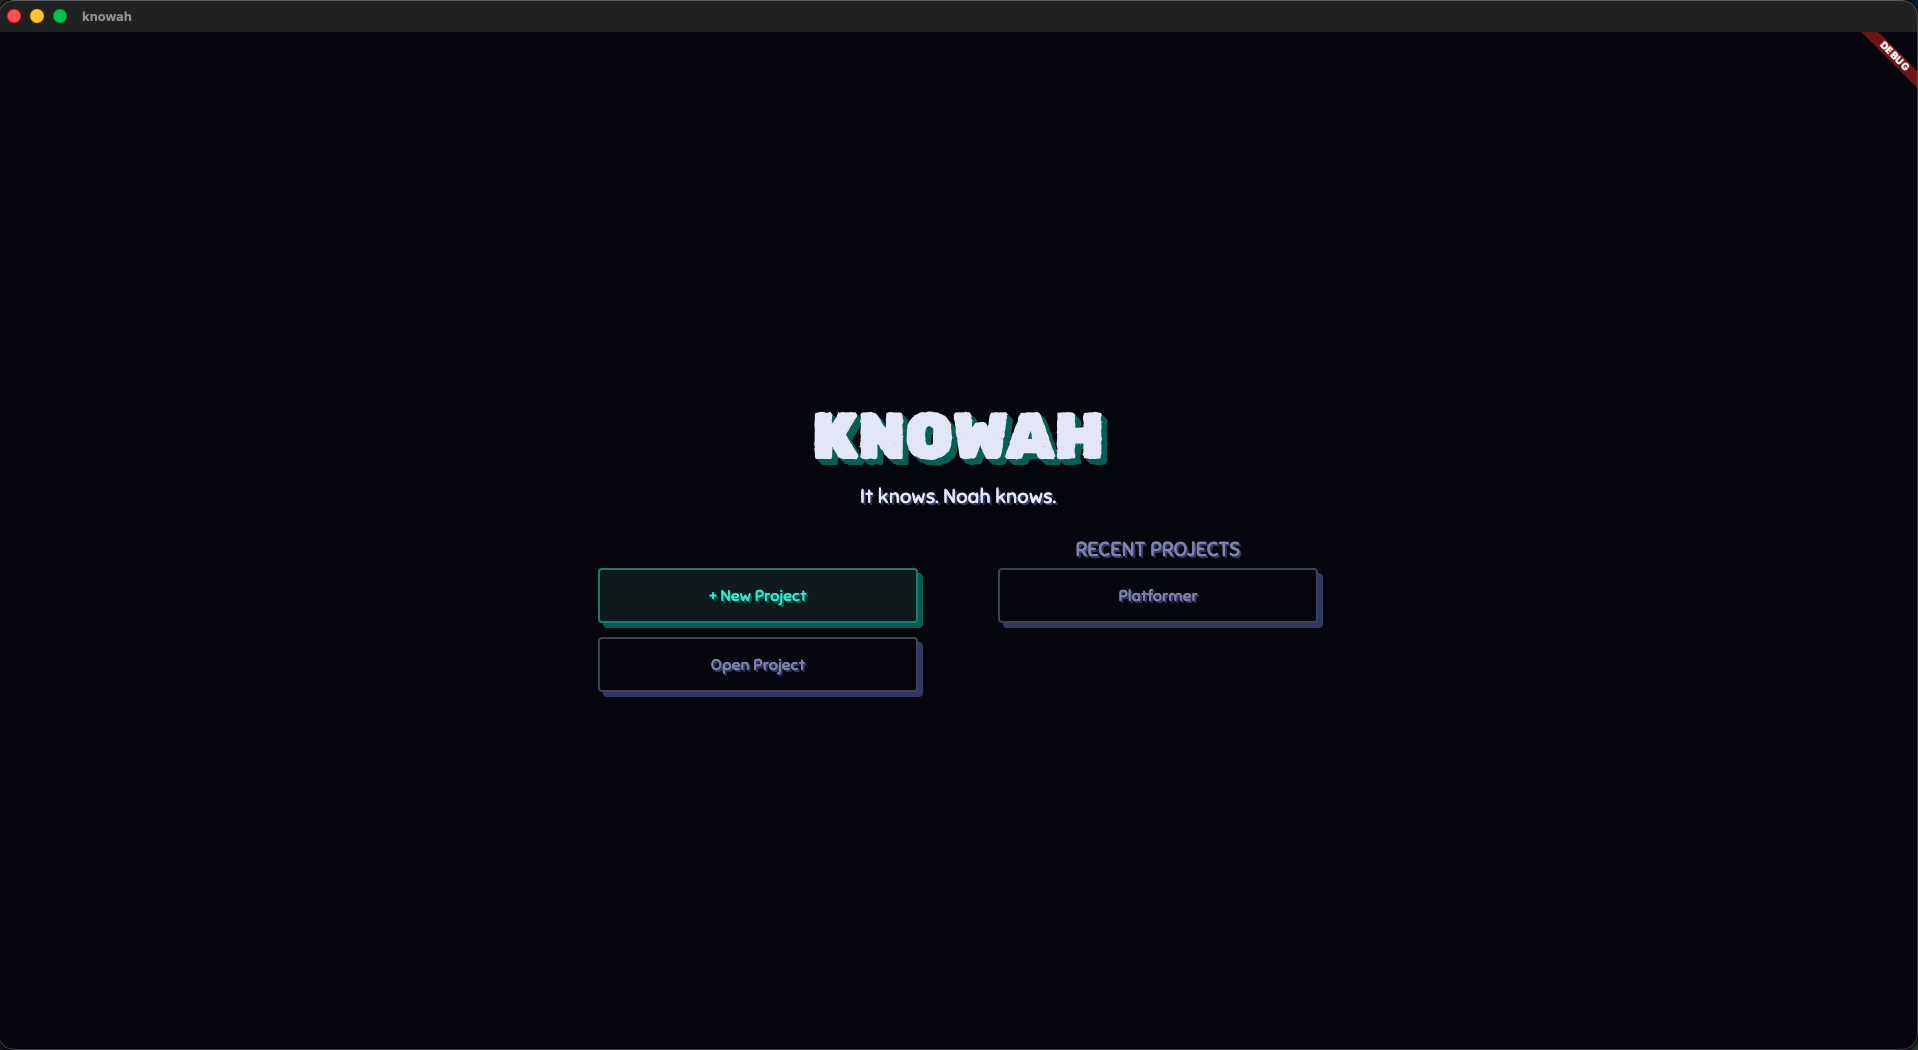 knowah
DEBUG
KNOWAH
It knows. Noah knows.
+ New Project
Open Project
RECENT PROJECTS
Platformer